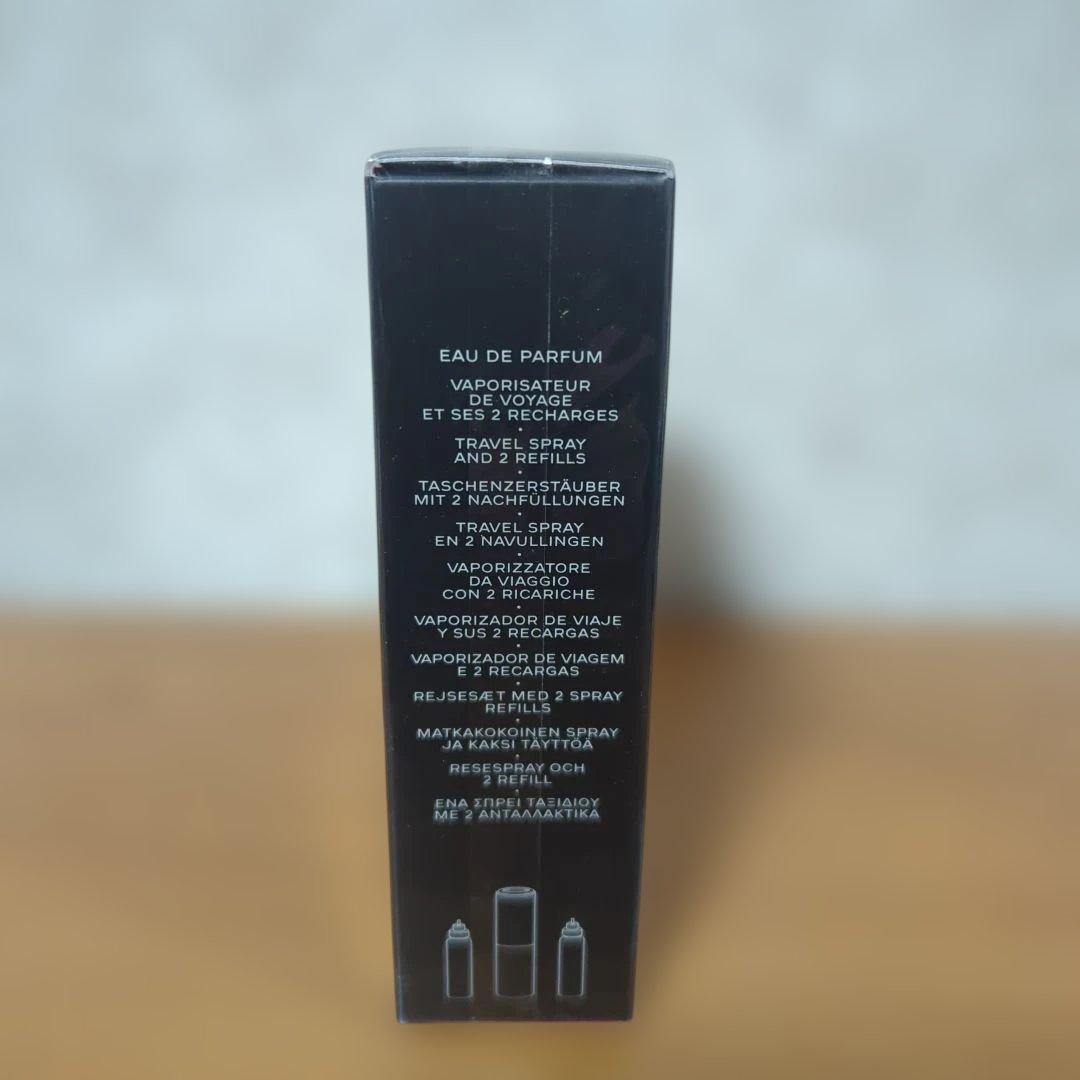 EAU DE PARFUM
VAPORISATEUR
DE VOYAGE
ET SES 2 RECHARGES
•
TRAVEL SPRAY
AND 2 REFILLS
•
TASCHENZERSTÄUBER
MIT 2 NACHFÜLLUNGEN
•
TRAVEL SPRAY
EN 2 NAVULLINGEN
•
VAPORIZZATORE
DA VIAGGIO
CON 2 RICARICHE
•
VAPORIZADOR DE VIAJE
Y SUS 2 RECARGAS
•
VAPORIZADOR DE VIAGEM
E 2 RECARGAS
•
REJSESÆT MED 2 SPRAY
REFILLS
•
MATKAKOKOINEN SPRAY
JA KAKSI TÄYTTÖÄ
•
RESESPRAY OCH
2 REFILL
•
ΕΝΑ ΣΠΡΕΙ ΤΑΞΙΔΙΟΥ
ΜΕ 2 ΑΝΤΑΛΛΑΚΤΙΚΑ